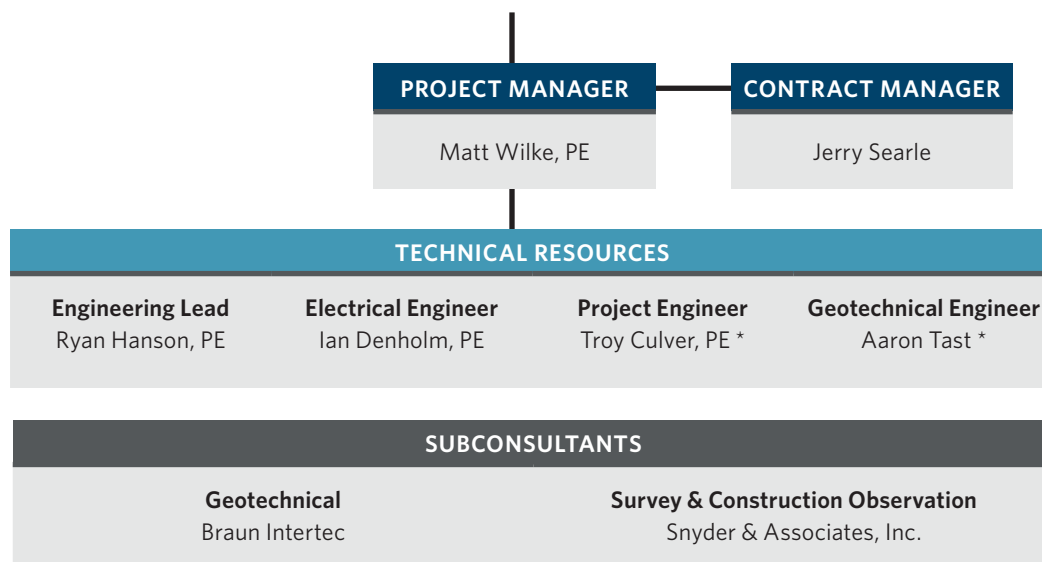 PROJECT MANAGER
Matt Wilke, PE
CONTRACT MANAGER
Jerry Searle
TECHNICAL RESOURCES
Engineering Lead
Ryan Hanson, PE
Electrical Engineer
Ian Denholm, PE
Project Engineer
Troy Culver, PE *
Geotechnical Engineer
Aaron Tast *
SUBCONSULTANTS
Geotechnical
Braun Intertec
Survey & Construction Observation
Snyder & Associates, Inc.